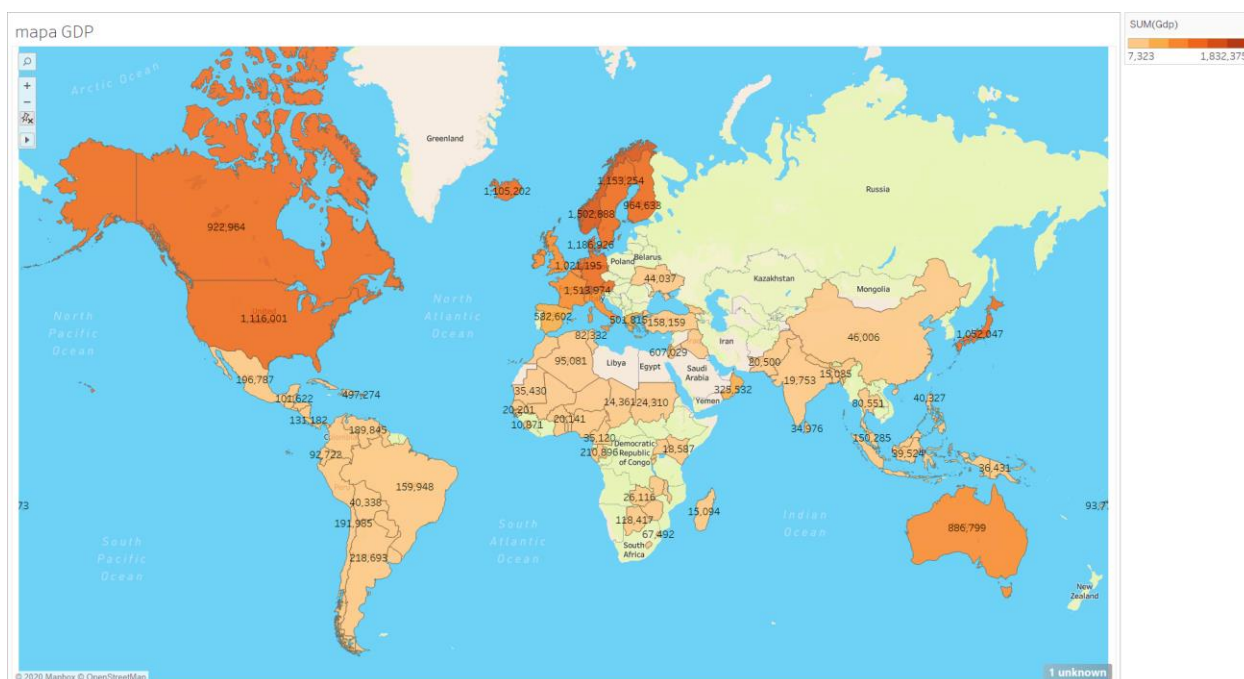 mapa GDP
SUM(Gdp)
7,323 1,832,375
Arctic Ocean
Greenland
1,105,202
1,153,254
964,633
1,502,888
Russia
922,964
1,186,926
1,021,195
Poland
Belarus
44,037
Kazakhstan
Mongolia
1,513,974
North
Pacific
Ocean
1,116,001
North
Atlantic
Ocean
582,602
501,815
158,159
82,332
607,029
Iran
46,006
1,052,047
95,081
Libya
Egypt
Saudi
Arabia
20,500
19,753
15,085
196,787
101,622
497,274
35,430
325,532
Yemen
80,551
40,327
131,182
189,845
20,201
10,871
20,141
14,361
124,310
35,120
210,896
Democratic
Republic
of Congo
18,587
34,976
150,285
39,524
36,431
92,723
159,948
40,338
191,985
26,116
118,417
67,492
15,094
South
Africa
Indian
Ocean
73
93,7
886,799
South
Pacific
Ocean
218,693
South
Atlantic
Ocean
New
Zealand
© 2020 Mapbox © OpenStreetMap
1 unknown